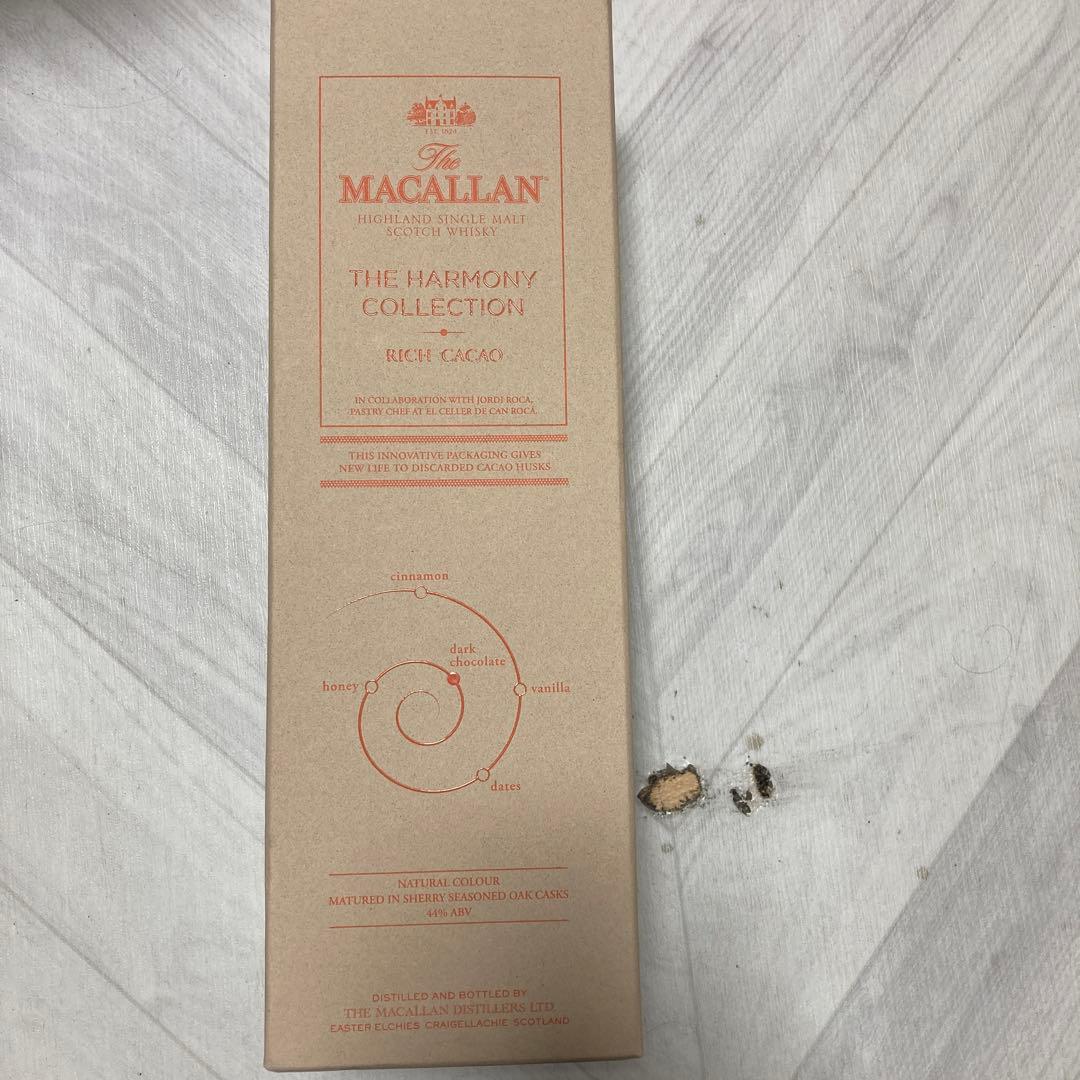 EST. 1824
The
MACALLAN
HIGHLAND SINGLE MALT
SCOTCH WHISKY
THE HARMONY
COLLECTION
RICH CACAO
IN COLLABORATION WITH JORDI ROCA,
PASTRY CHEF AT EL CELLER DE CAN ROCA.
THIS INNOVATIVE PACKAGING GIVES
NEW LIFE TO DISCARDED CACAO HUSKS
cinnamon
dark
chocolate
honey
vanilla
dates
NATURAL COLOUR
MATURED IN SHERRY SEASONED OAK CASKS
44% ABV
DISTILLED AND BOTTLED BY
THE MACALLAN DISTILLERS LTD.
EASTER ELCHIES CRAIGELLACHIE SCOTLAND